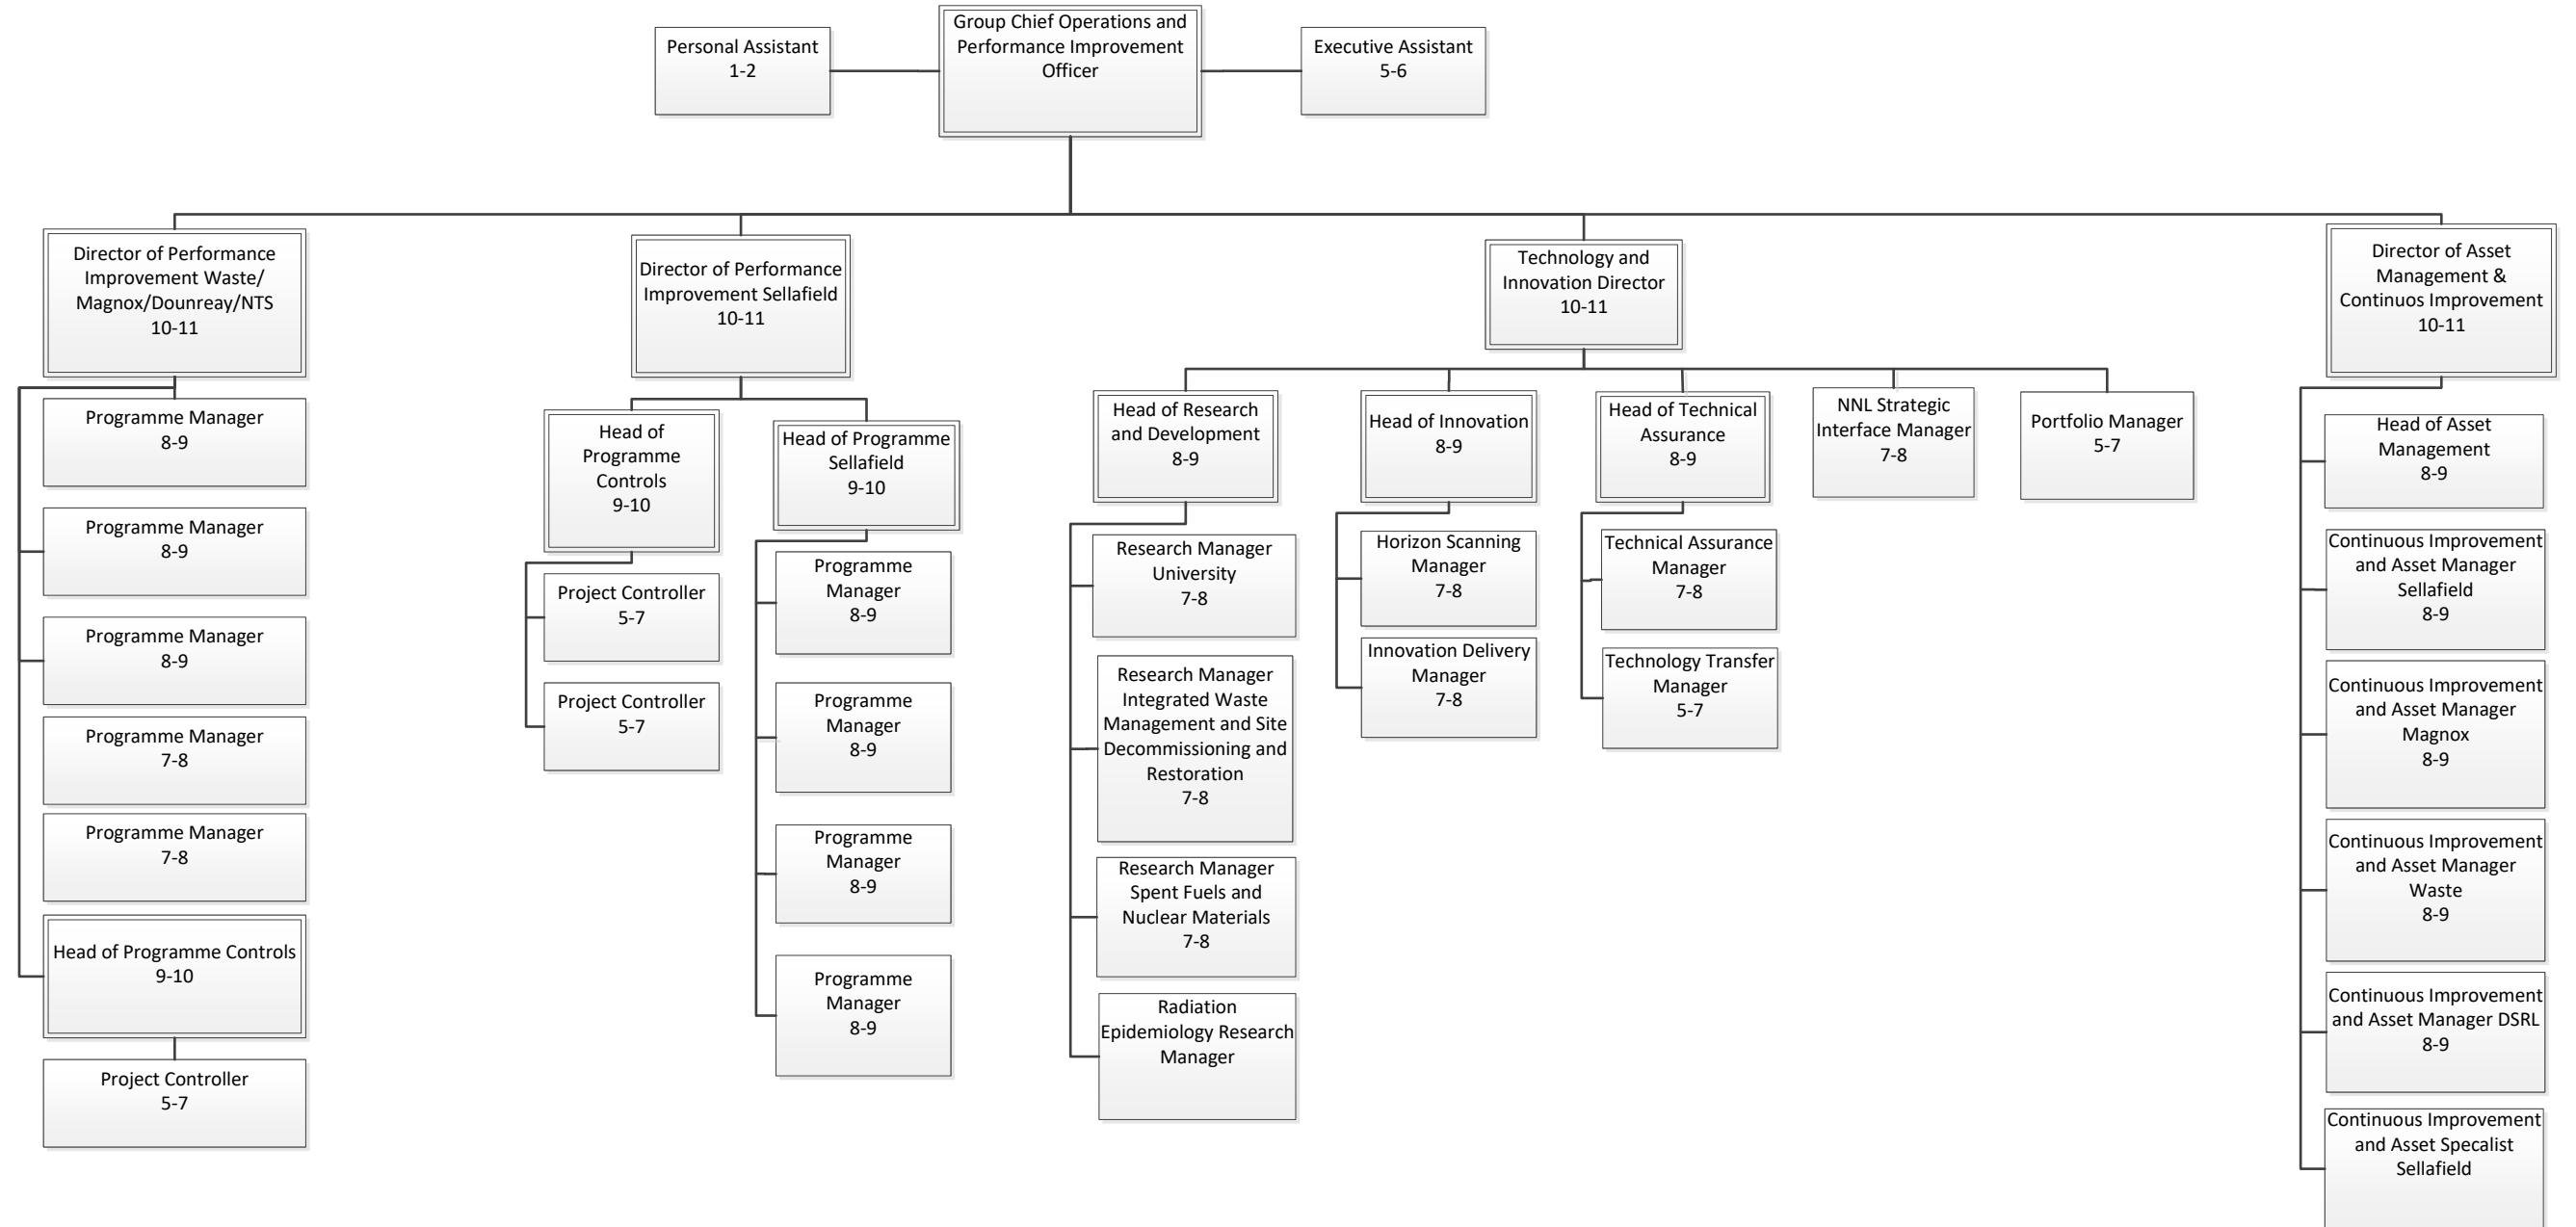 Personal Assistant
1-2
Group Chief Operations and
Performance Improvement
Officer
Executive Assistant
5-6
Director of Performance
Improvement Waste/
Magnox/Dounreay/NTS
10-11
Programme Manager
8-9
Programme Manager
8-9
Programme Manager
8-9
Programme Manager
7-8
Programme Manager
7-8
Head of Programme Controls
9-10
Project Controller
5-7
Director of Performance
Improvement Sellafield
10-11
Head of
Programme
Controls
9-10
Project Controller
5-7
Project Controller
5-7
Head of Programme
Sellafield
9-10
Programme
Manager
8-9
Programme
Manager
8-9
Programme
Manager
8-9
Programme
Manager
8-9
Technology and
Innovation Director
10-11
Head of Research
and Development
8-9
Research Manager
University
7-8
Research Manager
Integrated Waste
Management and Site
Decommissioning and
Restoration
7-8
Research Manager
Spent Fuels and
Nuclear Materials
7-8
Radiation
Epidemiology Research
Manager
Head of Innovation
8-9
Horizon Scanning
Manager
7-8
Innovation Delivery
Manager
7-8
Head of Technical
Assurance
8-9
Technical Assurance
Manager
7-8
Technology Transfer
Manager
5-7
NNL Strategic
Interface Manager
7-8
Portfolio Manager
5-7
Director of Asset
Management &
Continuos Improvement
10-11
Head of Asset
Management
8-9
Continuous Improvement
and Asset Manager
Sellafield
8-9
Continuous Improvement
and Asset Manager
Magnox
8-9
Continuous Improvement
and Asset Manager
Waste
8-9
Continuous Improvement
and Asset Manager DSRL
8-9
Continuous Improvement
and Asset Specalist
Sellafield